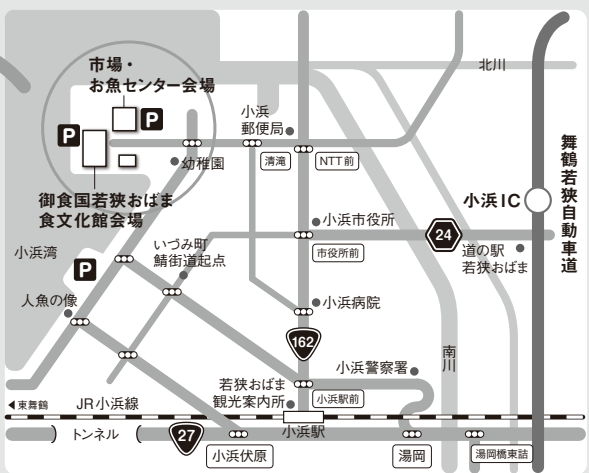 市場・
お魚センター会場
P
P
御食国若狭おばま
食文化館会場
小浜湾
P
人魚の像
いづみ町
鯖街道起点
幼稚園
小浜
郵便局
清滝
NTT前
北川
小浜IC
舞鶴若狭自動車道
小浜市役所
市役所前
24
道の駅
若狭おばま
小浜病院
162
小浜警察署
南川
若狭おばま
観光案内所
小浜駅前
◀東舞鶴
JR小浜線
小浜駅
トンネル
27
小浜伏原
湯岡
湯岡橋東詰